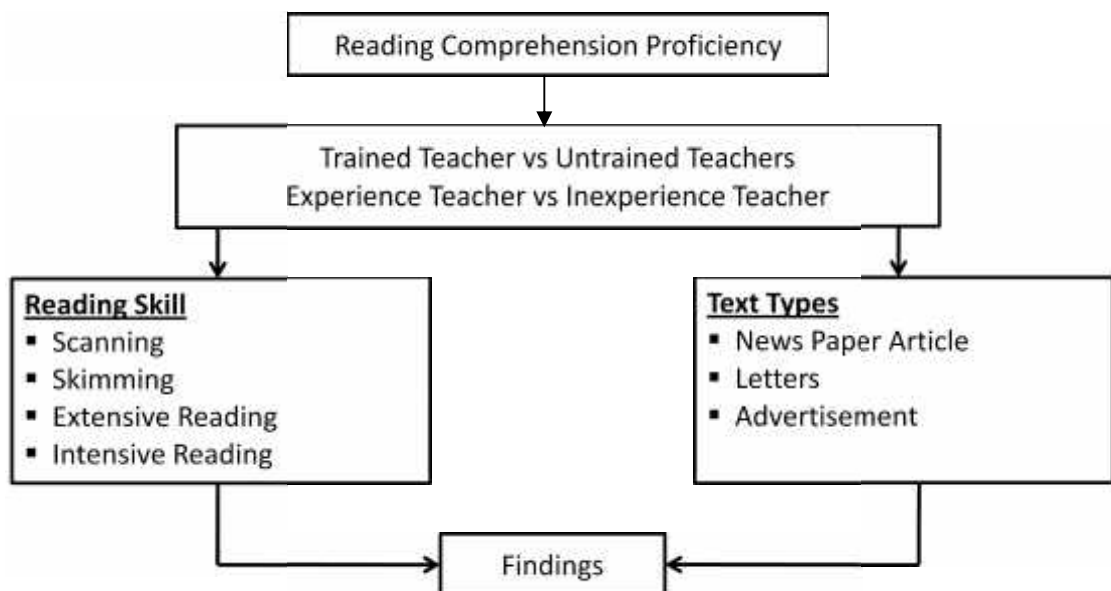 Reading Comprehension Proficiency
Trained Teacher vs Untrained Teachers
Experience Teacher vs Inexperience Teacher
Reading Skill
▪ Scanning
▪ Skimming
▪ Extensive Reading
▪ Intensive Reading
Text Types
▪ News Paper Article
▪ Letters
▪ Advertisement
Findings